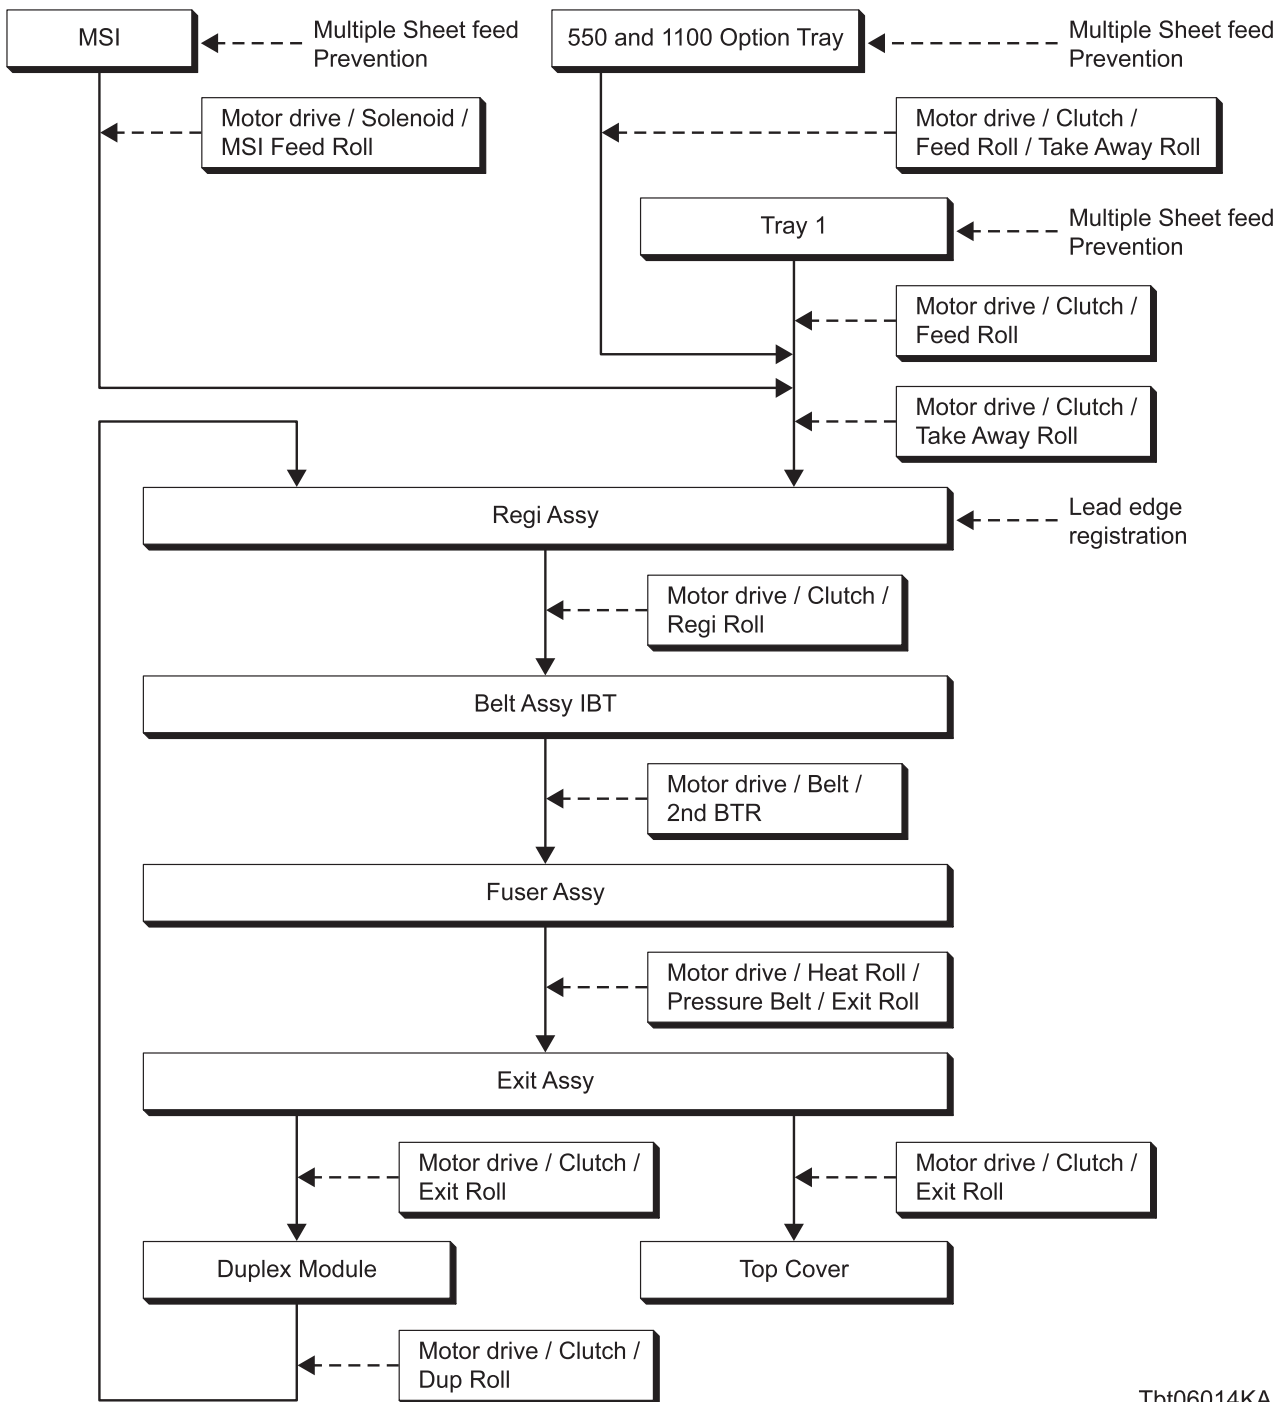 MSI
Multiple Sheet feed
Prevention
550 and 1100 Option Tray
Multiple Sheet feed
Prevention
Motor drive / Solenoid /
MSI Feed Roll
Motor drive / Clutch /
Feed Roll / Take Away Roll
Tray 1
Multiple Sheet feed
Prevention
Motor drive / Clutch /
Feed Roll
Motor drive / Clutch /
Take Away Roll
Regi Assy
Lead edge
registration
Motor drive / Clutch /
Regi Roll
Belt Assy IBT
Motor drive / Belt /
2nd BTR
Fuser Assy
Motor drive / Heat Roll /
Pressure Belt / Exit Roll
Exit Assy
Motor drive / Clutch /
Exit Roll
Motor drive / Clutch /
Exit Roll
Duplex Module
Top Cover
Motor drive / Clutch /
Dup Roll
Tbt06014KA